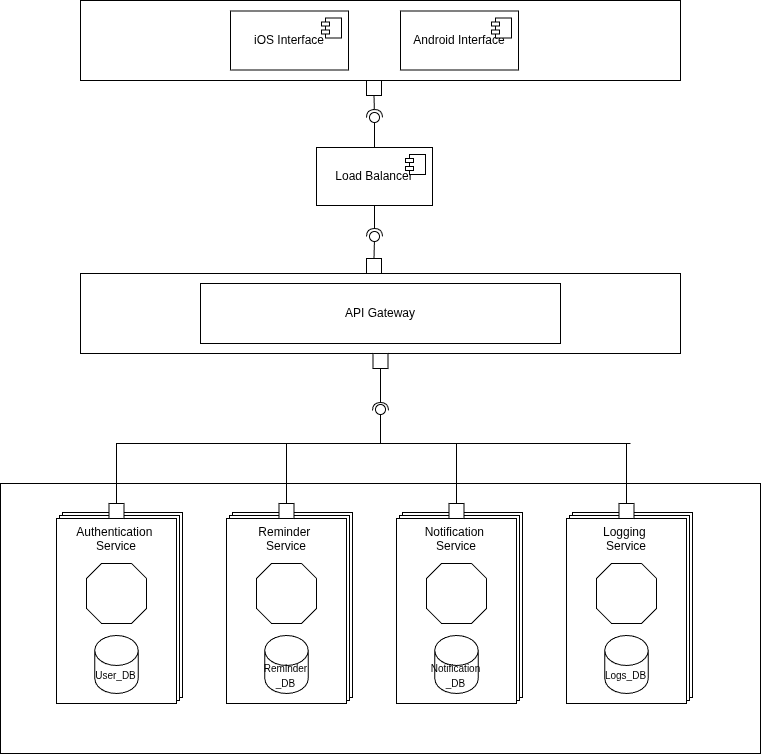 iOS Interface
Android Interface
Load Balancer
API Gateway
Authentication
Service
Reminder
Service
Notification
Service
Logging
Service
User_DB
Reminder
_DB
Notification
_DB
Logs_DB